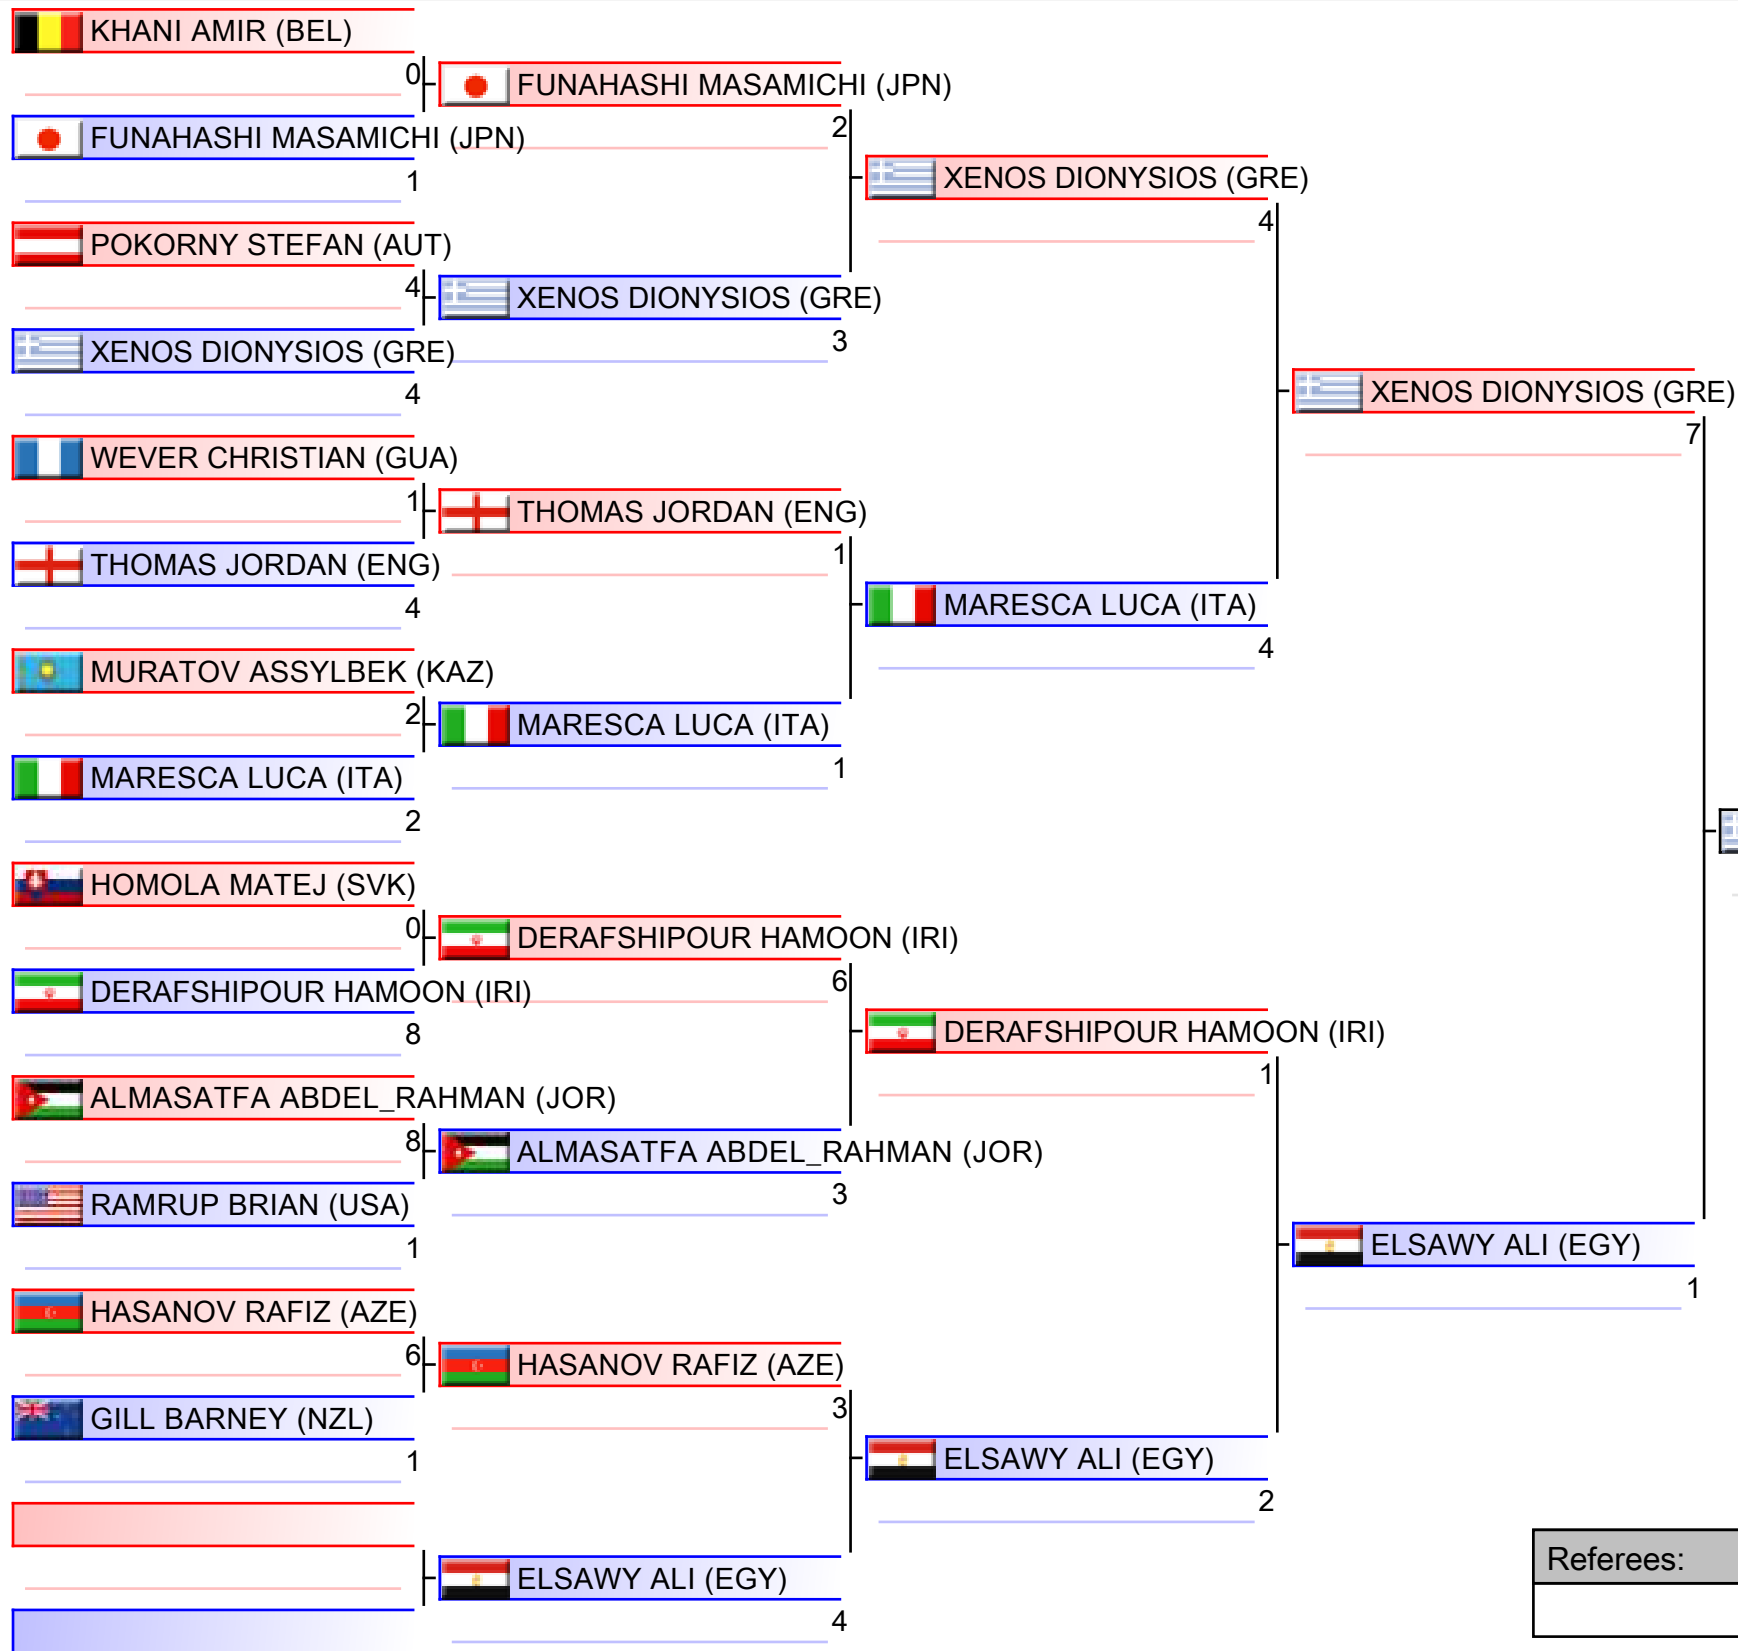 KHANI AMIR (BEL)
0
FUNAHASHI MASAMICHI (JPN)
FUNAHASHI MASAMICHI (JPN)
2
1
XENOS DIONYSIOS (GRE)
4
POKORNY STEFAN (AUT)
4
XENOS DIONYSIOS (GRE)
XENOS DIONYSIOS (GRE)
3
4
XENOS DIONYSIOS (GRE)
7
WEVER CHRISTIAN (GUA)
1
THOMAS JORDAN (ENG)
THOMAS JORDAN (ENG)
1
4
MARESCA LUCA (ITA)
4
MURATOV ASSYLBEK (KAZ)
2
MARESCA LUCA (ITA)
MARESCA LUCA (ITA)
1
2
HOMOLA MATEJ (SVK)
0
DERAFSHIPOUR HAMOON (IRI)
DERAFSHIPOUR HAMOON (IRI)
6
8
DERAFSHIPOUR HAMOON (IRI)
1
ALMASATFA ABDEL_RAHMAN (JOR)
8
ALMASATFA ABDEL_RAHMAN (JOR)
3
RAMRUP BRIAN (USA)
1
ELSAWY ALI (EGY)
1
HASANOV RAFIZ (AZE)
6
HASANOV RAFIZ (AZE)
3
GILL BARNEY (NZL)
1
ELSAWY ALI (EGY)
2
ELSAWY ALI (EGY)
4
Referees: